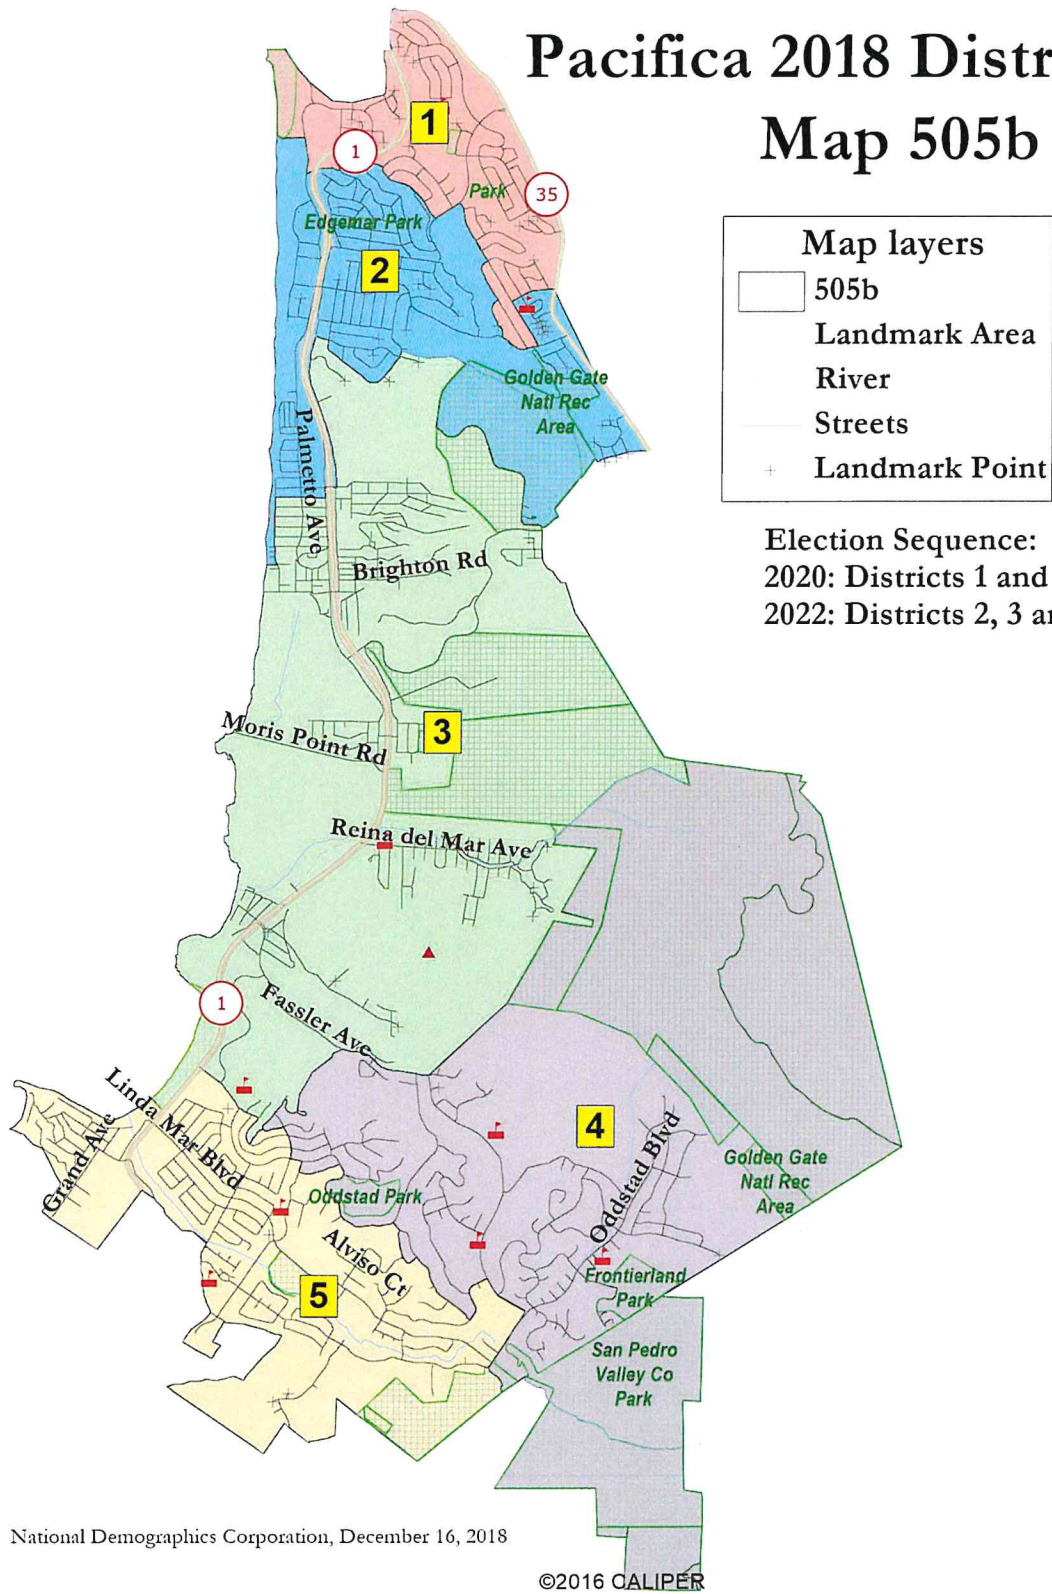 Pacifica 2018 Distr
Map 505b
1
1
35
Park
Edgemar Park
2
Map layers
505b
Landmark Area
River
Streets
Landmark Point
Golden Gate
Natl Rec
Area
Palmetto Ave
Brighton Rd
Election Sequence:
2020: Districts 1 and
2022: Districts 2, 3 ar
Moris Point Rd
3
Reina del Mar Ave
1
Fassler Ave
Linda Mar Blvd
Grand Ave
4
Oddstad Blvd
Golden Gate
Natl Rec
Area
Oddstad Park
Alviso Ct
5
Frontierland
Park
San Pedro
Valley Co
Park
National Demographics Corporation, December 16, 2018
©2016 CALIPER